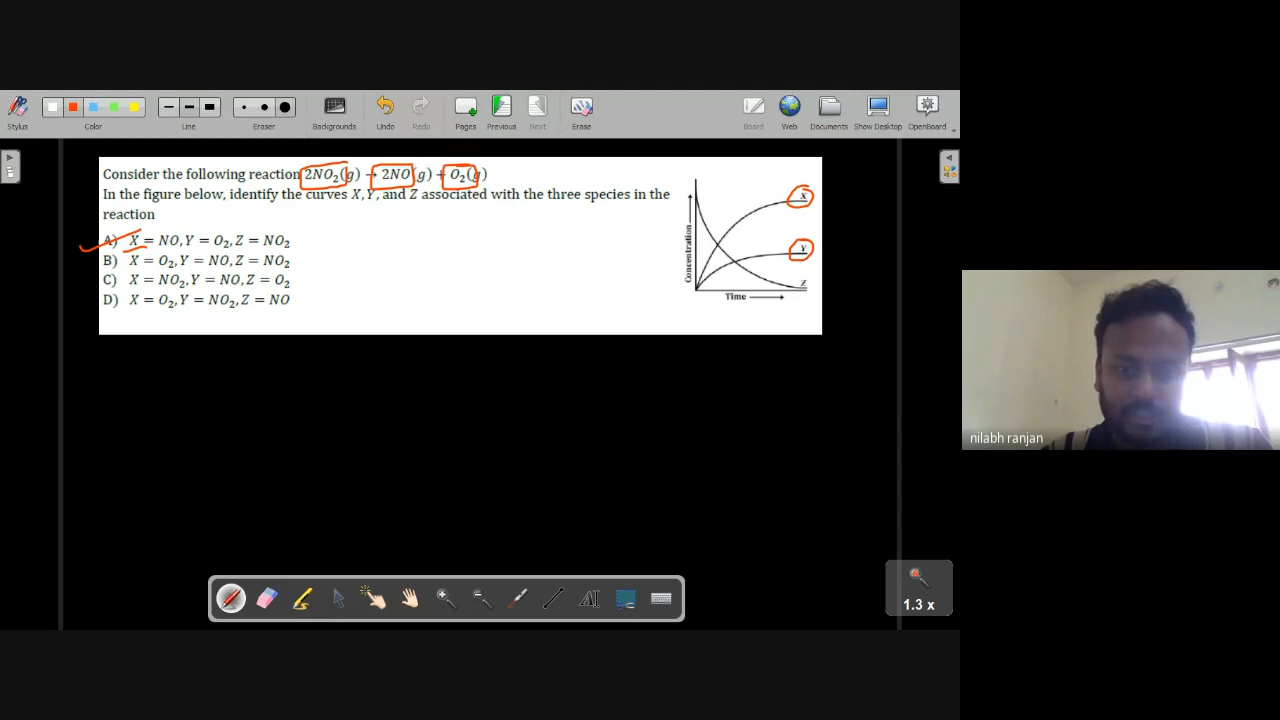 Stylus
Color
Line
Eraser
Backgrounds
Undo
Redo
Pages
Previous
Next
Erase
Board
Web
Documents
Show Desktop
OpenBoard
Consider the following reaction 2NO₂(g) → 2NO(g) + O₂(g)
In the figure below, identify the curves X, Y, and Z associated with the three species in the
reaction
A) X = NO, Y = O₂, Z = NO₂
B) X = O₂, Y = NO, Z = NO₂
C) X = NO₂, Y = NO, Z = O₂
D) X = O₂, Y = NO₂, Z = NO
Concentration
X
Y
Z
Time
nilabh ranjan
AI
1.3 x